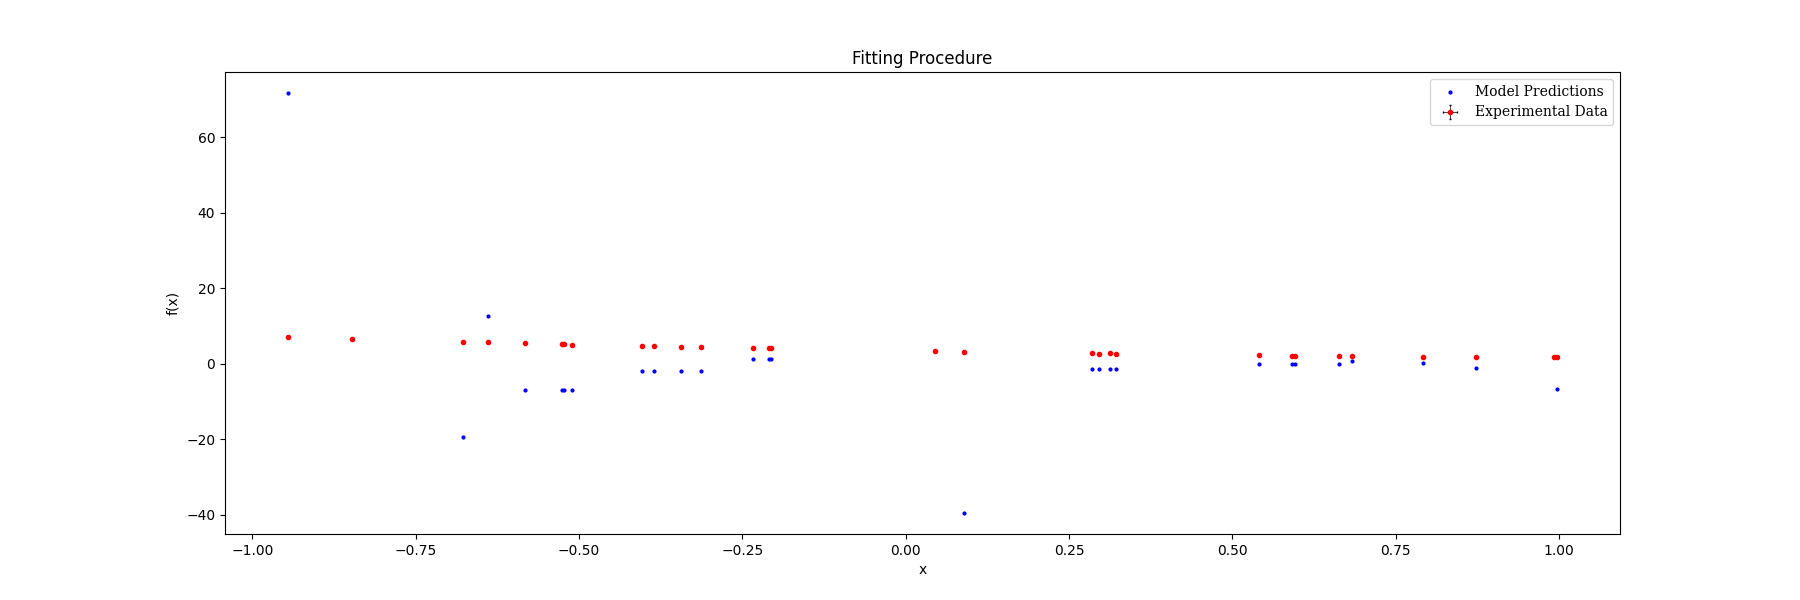 Fitting Procedure
Model Predictions
Experimental Data
60
40
20
0
−20
−40
f(x)
−1.00 −0.75 −0.50 −0.25 0.00 0.25 0.50 0.75 1.00
x